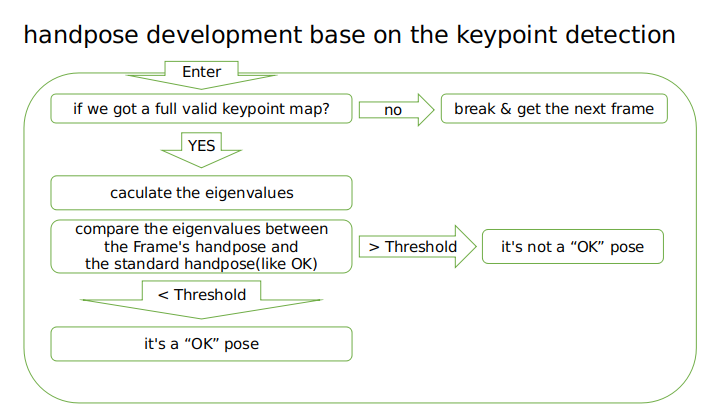 handpose development base on the keypoint detection
Enter
if we got a full valid keypoint map?
no
break & get the next frame
YES
caculate the eigenvalues
compare the eigenvalues between
the Frame's handpose and
the standard handpose(like OK)
> Threshold
it's not a “OK” pose
< Threshold
it's a “OK” pose